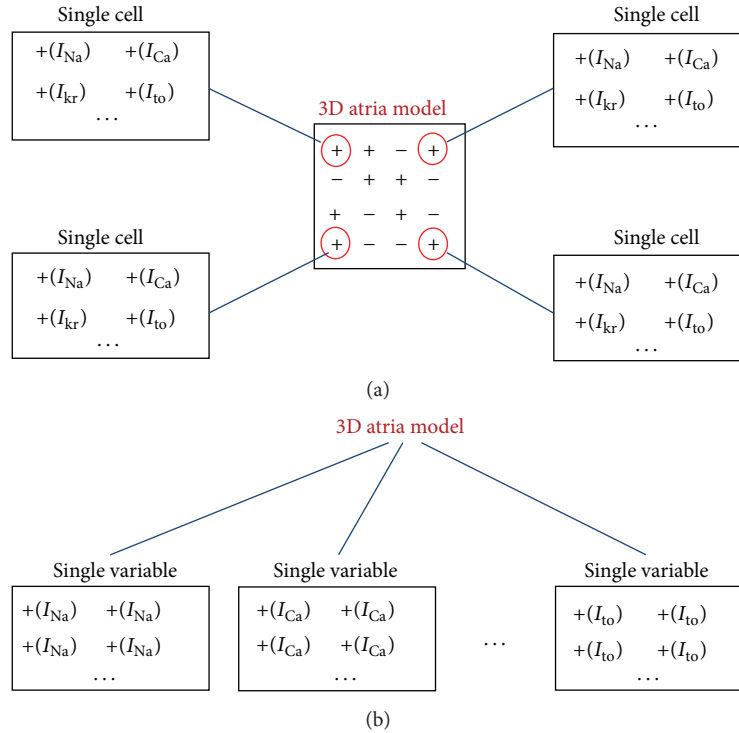 Single cell
+(I_Na) +(I_Ca)
+(I_kr) +(I_to)
...
Single cell
+(I_Na) +(I_Ca)
+(I_kr) +(I_to)
...
3D atria model
+ + − +
− + + −
+ − + −
+ − − +
Single cell
+(I_Na) +(I_Ca)
+(I_kr) +(I_to)
...
Single cell
+(I_Na) +(I_Ca)
+(I_kr) +(I_to)
...
(a)
3D atria model
Single variable
+(I_Na) +(I_Na)
+(I_Na) +(I_Na)
...
Single variable
+(I_Ca) +(I_Ca)
+(I_Ca) +(I_Ca)
...
...
Single variable
+(I_to) +(I_to)
+(I_to) +(I_to)
...
(b)